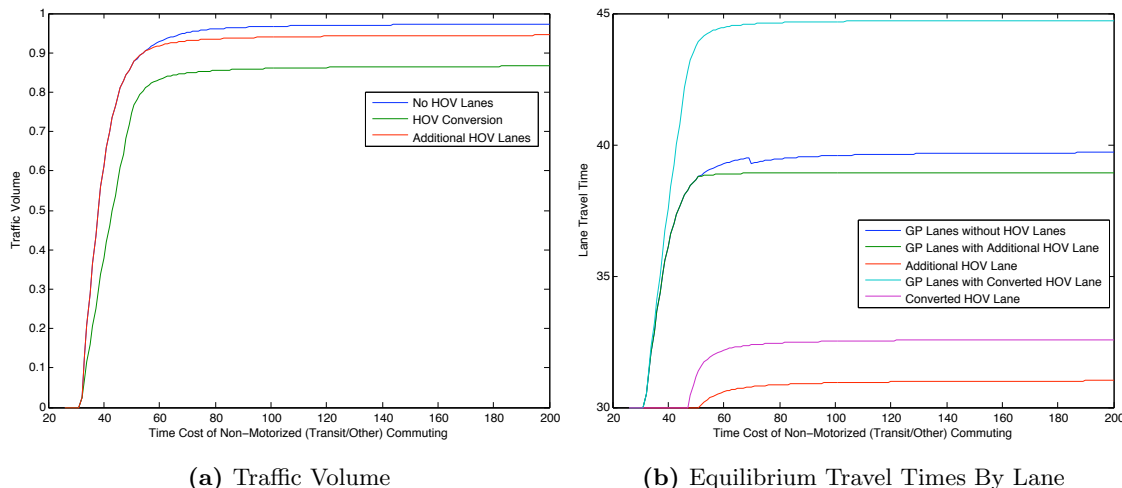 1
0.9
0.8
0.7
0.6
0.5
0.4
0.3
0.2
0.1
0
Traffic Volume
No HOV Lanes
HOV Conversion
Additional HOV Lanes
20 40 60 80 100 120 140 160 180 200
Time Cost of Non−Motorized (Transit/Other) Commuting
(a) Traffic Volume
45
40
35
30
Lane Travel Time
GP Lanes without HOV Lanes
GP Lanes with Additional HOV Lane
Additional HOV Lane
GP Lanes with Converted HOV Lane
Converted HOV Lane
20 40 60 80 100 120 140 160 180 200
Time Cost of Non−Motorized (Transit/Other) Commuting
(b) Equilibrium Travel Times By Lane